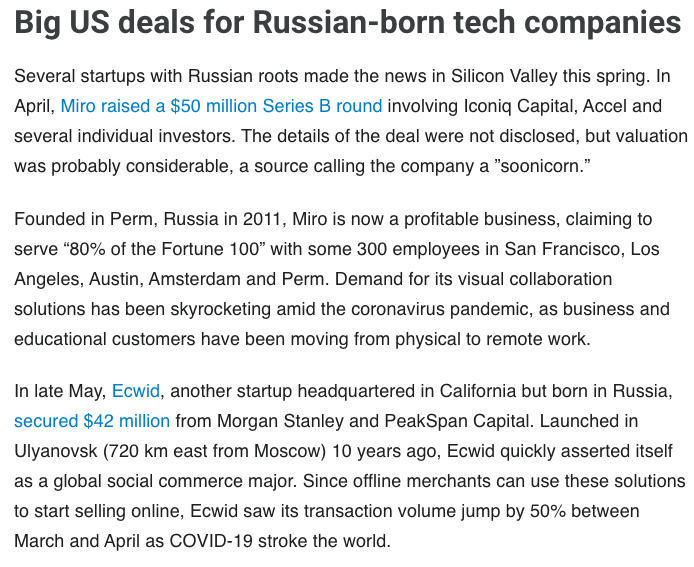 Big US deals for Russian-born tech companies
Several startups with Russian roots made the news in Silicon Valley this spring. In
April, Miro raised a $50 million Series B round involving Iconiq Capital, Accel and
several individual investors. The details of the deal were not disclosed, but valuation
was probably considerable, a source calling the company a ”soonicorn.”
Founded in Perm, Russia in 2011, Miro is now a profitable business, claiming to
serve “80% of the Fortune 100” with some 300 employees in San Francisco, Los
Angeles, Austin, Amsterdam and Perm. Demand for its visual collaboration
solutions has been skyrocketing amid the coronavirus pandemic, as business and
educational customers have been moving from physical to remote work.
In late May, Ecwid, another startup headquartered in California but born in Russia,
secured $42 million from Morgan Stanley and PeakSpan Capital. Launched in
Ulyanovsk (720 km east from Moscow) 10 years ago, Ecwid quickly asserted itself
as a global social commerce major. Since offline merchants can use these solutions
to start selling online, Ecwid saw its transaction volume jump by 50% between
March and April as COVID-19 stroke the world.